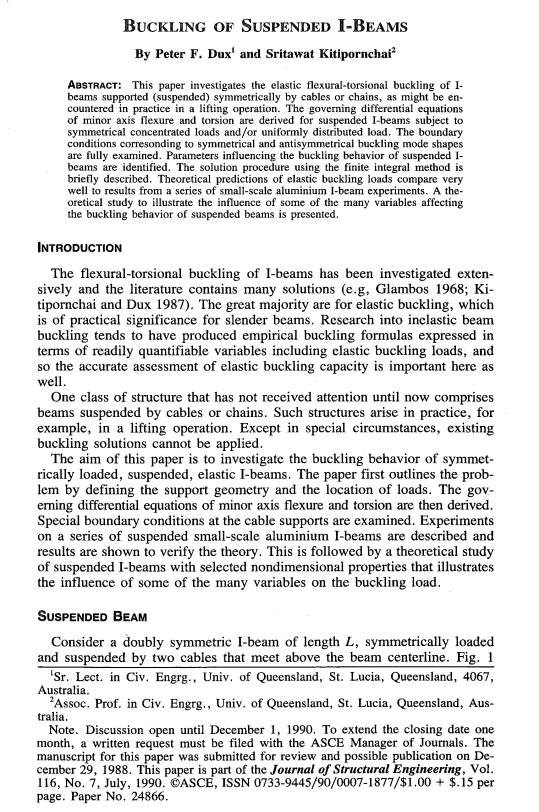 BUCKLING OF SUSPENDED I-BEAMS
By Peter F. Dux¹ and Sritawat Kitipornchai²
ABSTRACT: This paper investigates the elastic flexural-torsional buckling of I-
beams supported (suspended) symmetrically by cables or chains, as might be en-
countered in practice in a lifting operation. The governing differential equations
of minor axis flexure and torsion are derived for suspended I-beams subject to
symmetrical concentrated loads and/or uniformly distributed load. The boundary
conditions corresonding to symmetrical and antisymmetrical buckling mode shapes
are fully examined. Parameters influencing the buckling behavior of suspended I-
beams are identified. The solution procedure using the finite integral method is
briefly described. Theoretical predictions of elastic buckling loads compare very
well to results from a series of small-scale aluminium I-beam experiments. A the-
oretical study to illustrate the influence of some of the many variables affecting
the buckling behavior of suspended beams is presented.
INTRODUCTION
The flexural-torsional buckling of I-beams has been investigated exten-
sively and the literature contains many solutions (e.g, Glambos 1968; Ki-
tipornchai and Dux 1987). The great majority are for elastic buckling, which
is of practical significance for slender beams. Research into inelastic beam
buckling tends to have produced empirical buckling formulas expressed in
terms of readily quantifiable variables including elastic buckling loads, and
so the accurate assessment of elastic buckling capacity is important here as
well.
One class of structure that has not received attention until now comprises
beams suspended by cables or chains. Such structures arise in practice, for
example, in a lifting operation. Except in special circumstances, existing
buckling solutions cannot be applied.
The aim of this paper is to investigate the buckling behavior of symmet-
rically loaded, suspended, elastic I-beams. The paper first outlines the prob-
lem by defining the support geometry and the location of loads. The gov-
erning differential equations of minor axis flexure and torsion are then derived.
Special boundary conditions at the cable supports are examined. Experiments
on a series of suspended small-scale aluminium I-beams are described and
results are shown to verify the theory. This is followed by a theoretical study
of suspended I-beams with selected nondimensional properties that illustrates
the influence of some of the many variables on the buckling load.
SUSPENDED BEAM
Consider a doubly symmetric I-beam of length L, symmetrically loaded
and suspended by two cables that meet above the beam centerline. Fig. 1
¹Sr. Lect. in Civ. Engrg., Univ. of Queensland, St. Lucia, Queensland, 4067,
Australia.
²Assoc. Prof. in Civ. Engrg., Univ. of Queensland, St. Lucia, Queensland, Aus-
tralia.
Note. Discussion open until December 1, 1990. To extend the closing date one
month, a written request must be filed with the ASCE Manager of Journals. The
manuscript for this paper was submitted for review and possible publication on De-
cember 29, 1988. This paper is part of the Journal of Structural Engineering, Vol.
116, No. 7, July, 1990. ©ASCE, ISSN 0733-9445/90/0007-1877/$1.00 + $.15 per
page. Paper No. 24866.